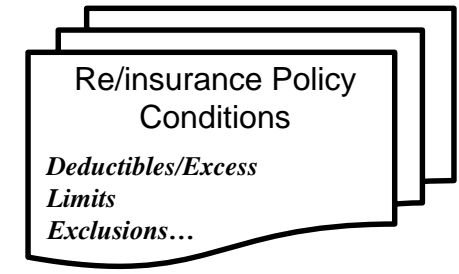 Re/insurance Policy
Conditions
Deductibles/Excess
Limits
Exclusions…